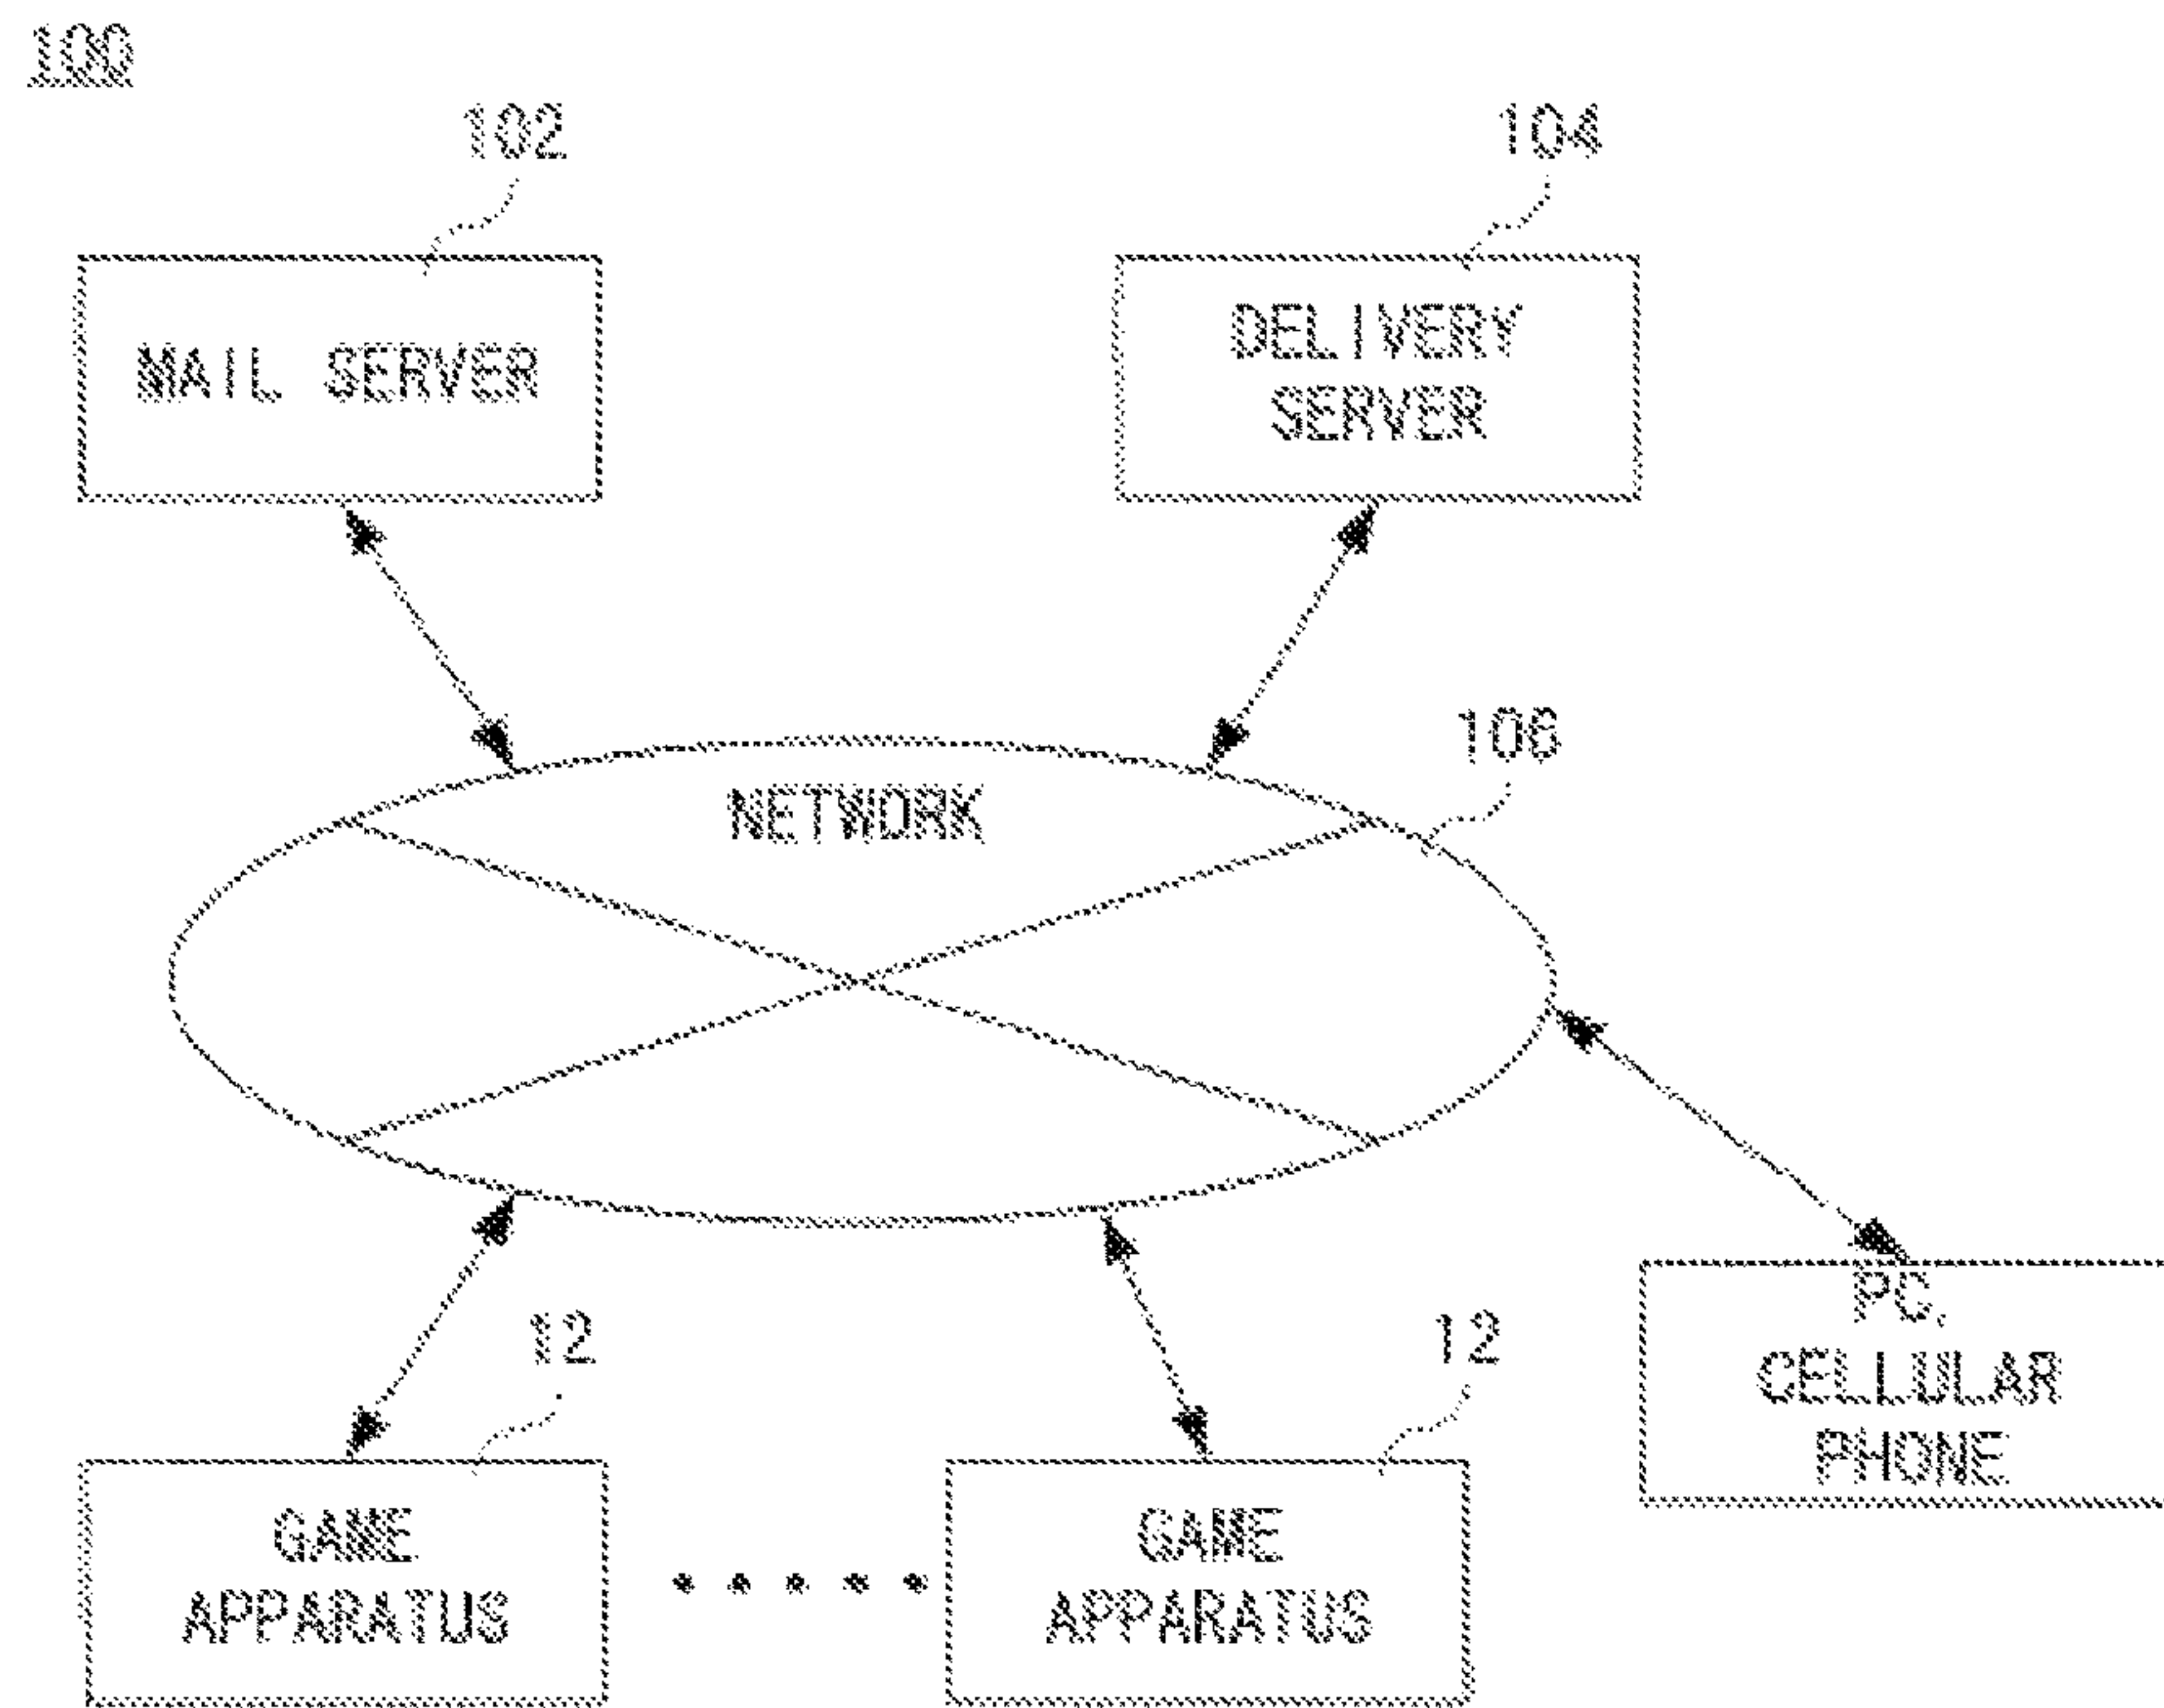 100
102
104
MAIL SERVER
DELIVERY
SERVER
106
NETWORK
12
12
PC,
CELLULAR
PHONE
GAME
APPARATUS
GAME
APPARATUS